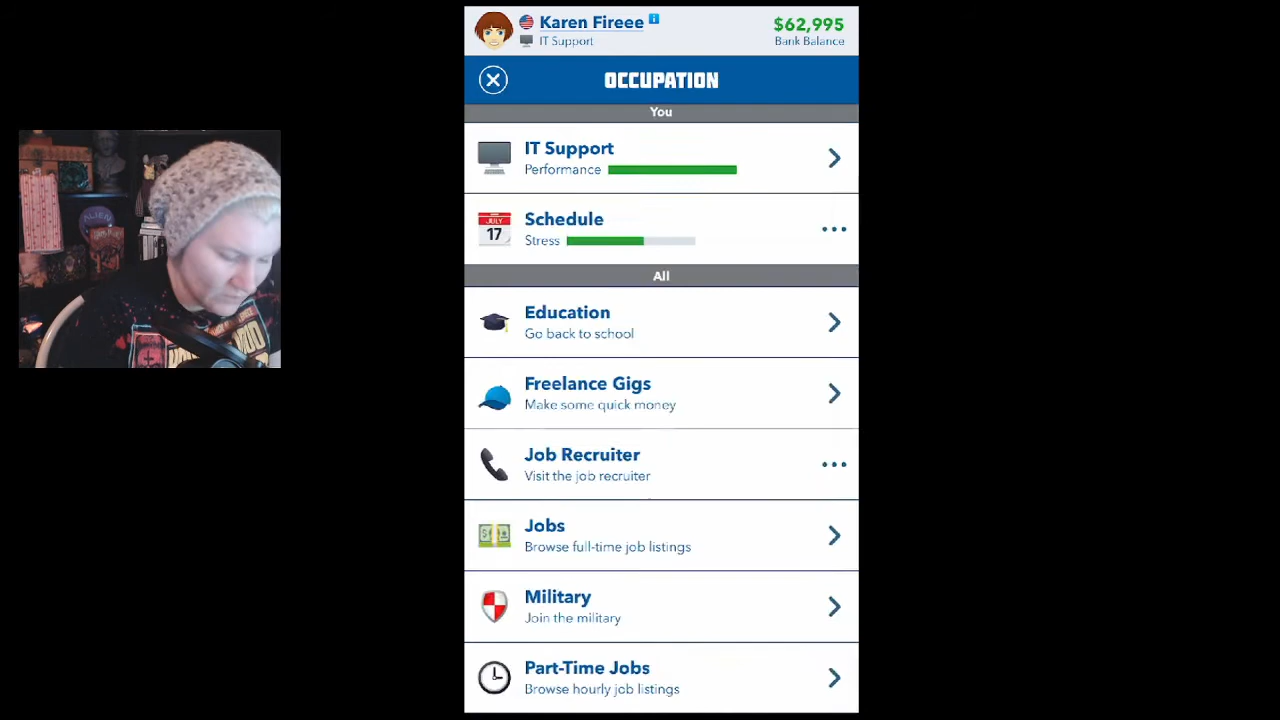 Karen Fireee
IT Support
$62,995
Bank Balance
OCCUPATION
You
IT Support
Performance
JULY
17
Schedule
Stress
All
Education
Go back to school
Freelance Gigs
Make some quick money
Job Recruiter
Visit the job recruiter
Jobs
Browse full-time job listings
Military
Join the military
Part-Time Jobs
Browse hourly job listings
ALIEN